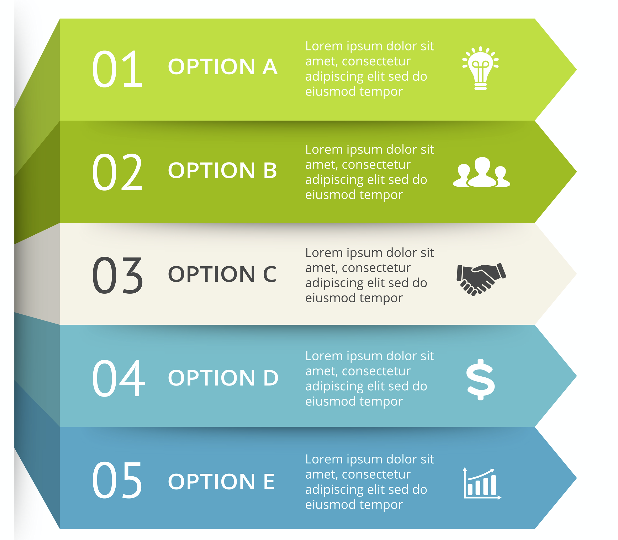 01
OPTION A
Lorem ipsum dolor sit
amet, consectetur
adipiscing elit sed do
eiusmod tempor
02
OPTION B
Lorem ipsum dolor sit
amet, consectetur
adipiscing elit sed do
eiusmod tempor
03
OPTION C
Lorem ipsum dolor sit
amet, consectetur
adipiscing elit sed do
eiusmod tempor
04
OPTION D
Lorem ipsum dolor sit
amet, consectetur
adipiscing elit sed do
eiusmod tempor
$
05
OPTION E
Lorem ipsum dolor sit
amet, consectetur
adipiscing elit sed do
eiusmod tempor